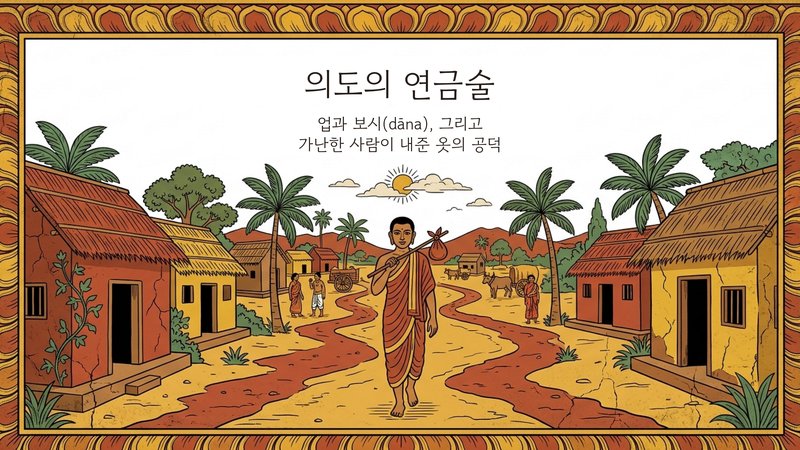 의도의 연금술
업과 보시(dāna), 그리고
가난한 사람이 내준 옷의 공덕